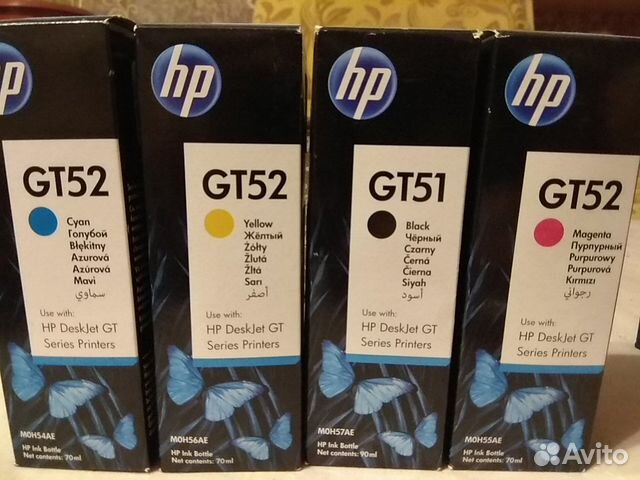 hp
GT52
Cyan
Голубой
Błękitny
Azurová
Azúrová
Mavi
سماوي
Use with:
HP DeskJet GT
Series Printers
M0H54AE
HP Ink Bottle
Net contents: 70ml
hp
GT52
Yellow
Жёлтый
Żółty
Žlutá
Žltá
Sarı
أصفر
Use with:
HP DeskJet GT
Series Printers
M0H56AE
HP Ink Bottle
Net contents: 70ml
hp
GT51
Black
Чёрный
Czarny
Černá
Čierna
Siyah
أسود
Use with:
HP DeskJet GT
Series Printers
M0H57AE
HP Ink Bottle
Net contents: 90ml
hp
GT52
Magenta
Пурпурный
Purpurowy
Purpurová
Kırmızı
رجواني
Use with:
HP DeskJet GT
Series Printers
M0H55AE
HP Ink Bottle
Net contents: 70ml
Avito